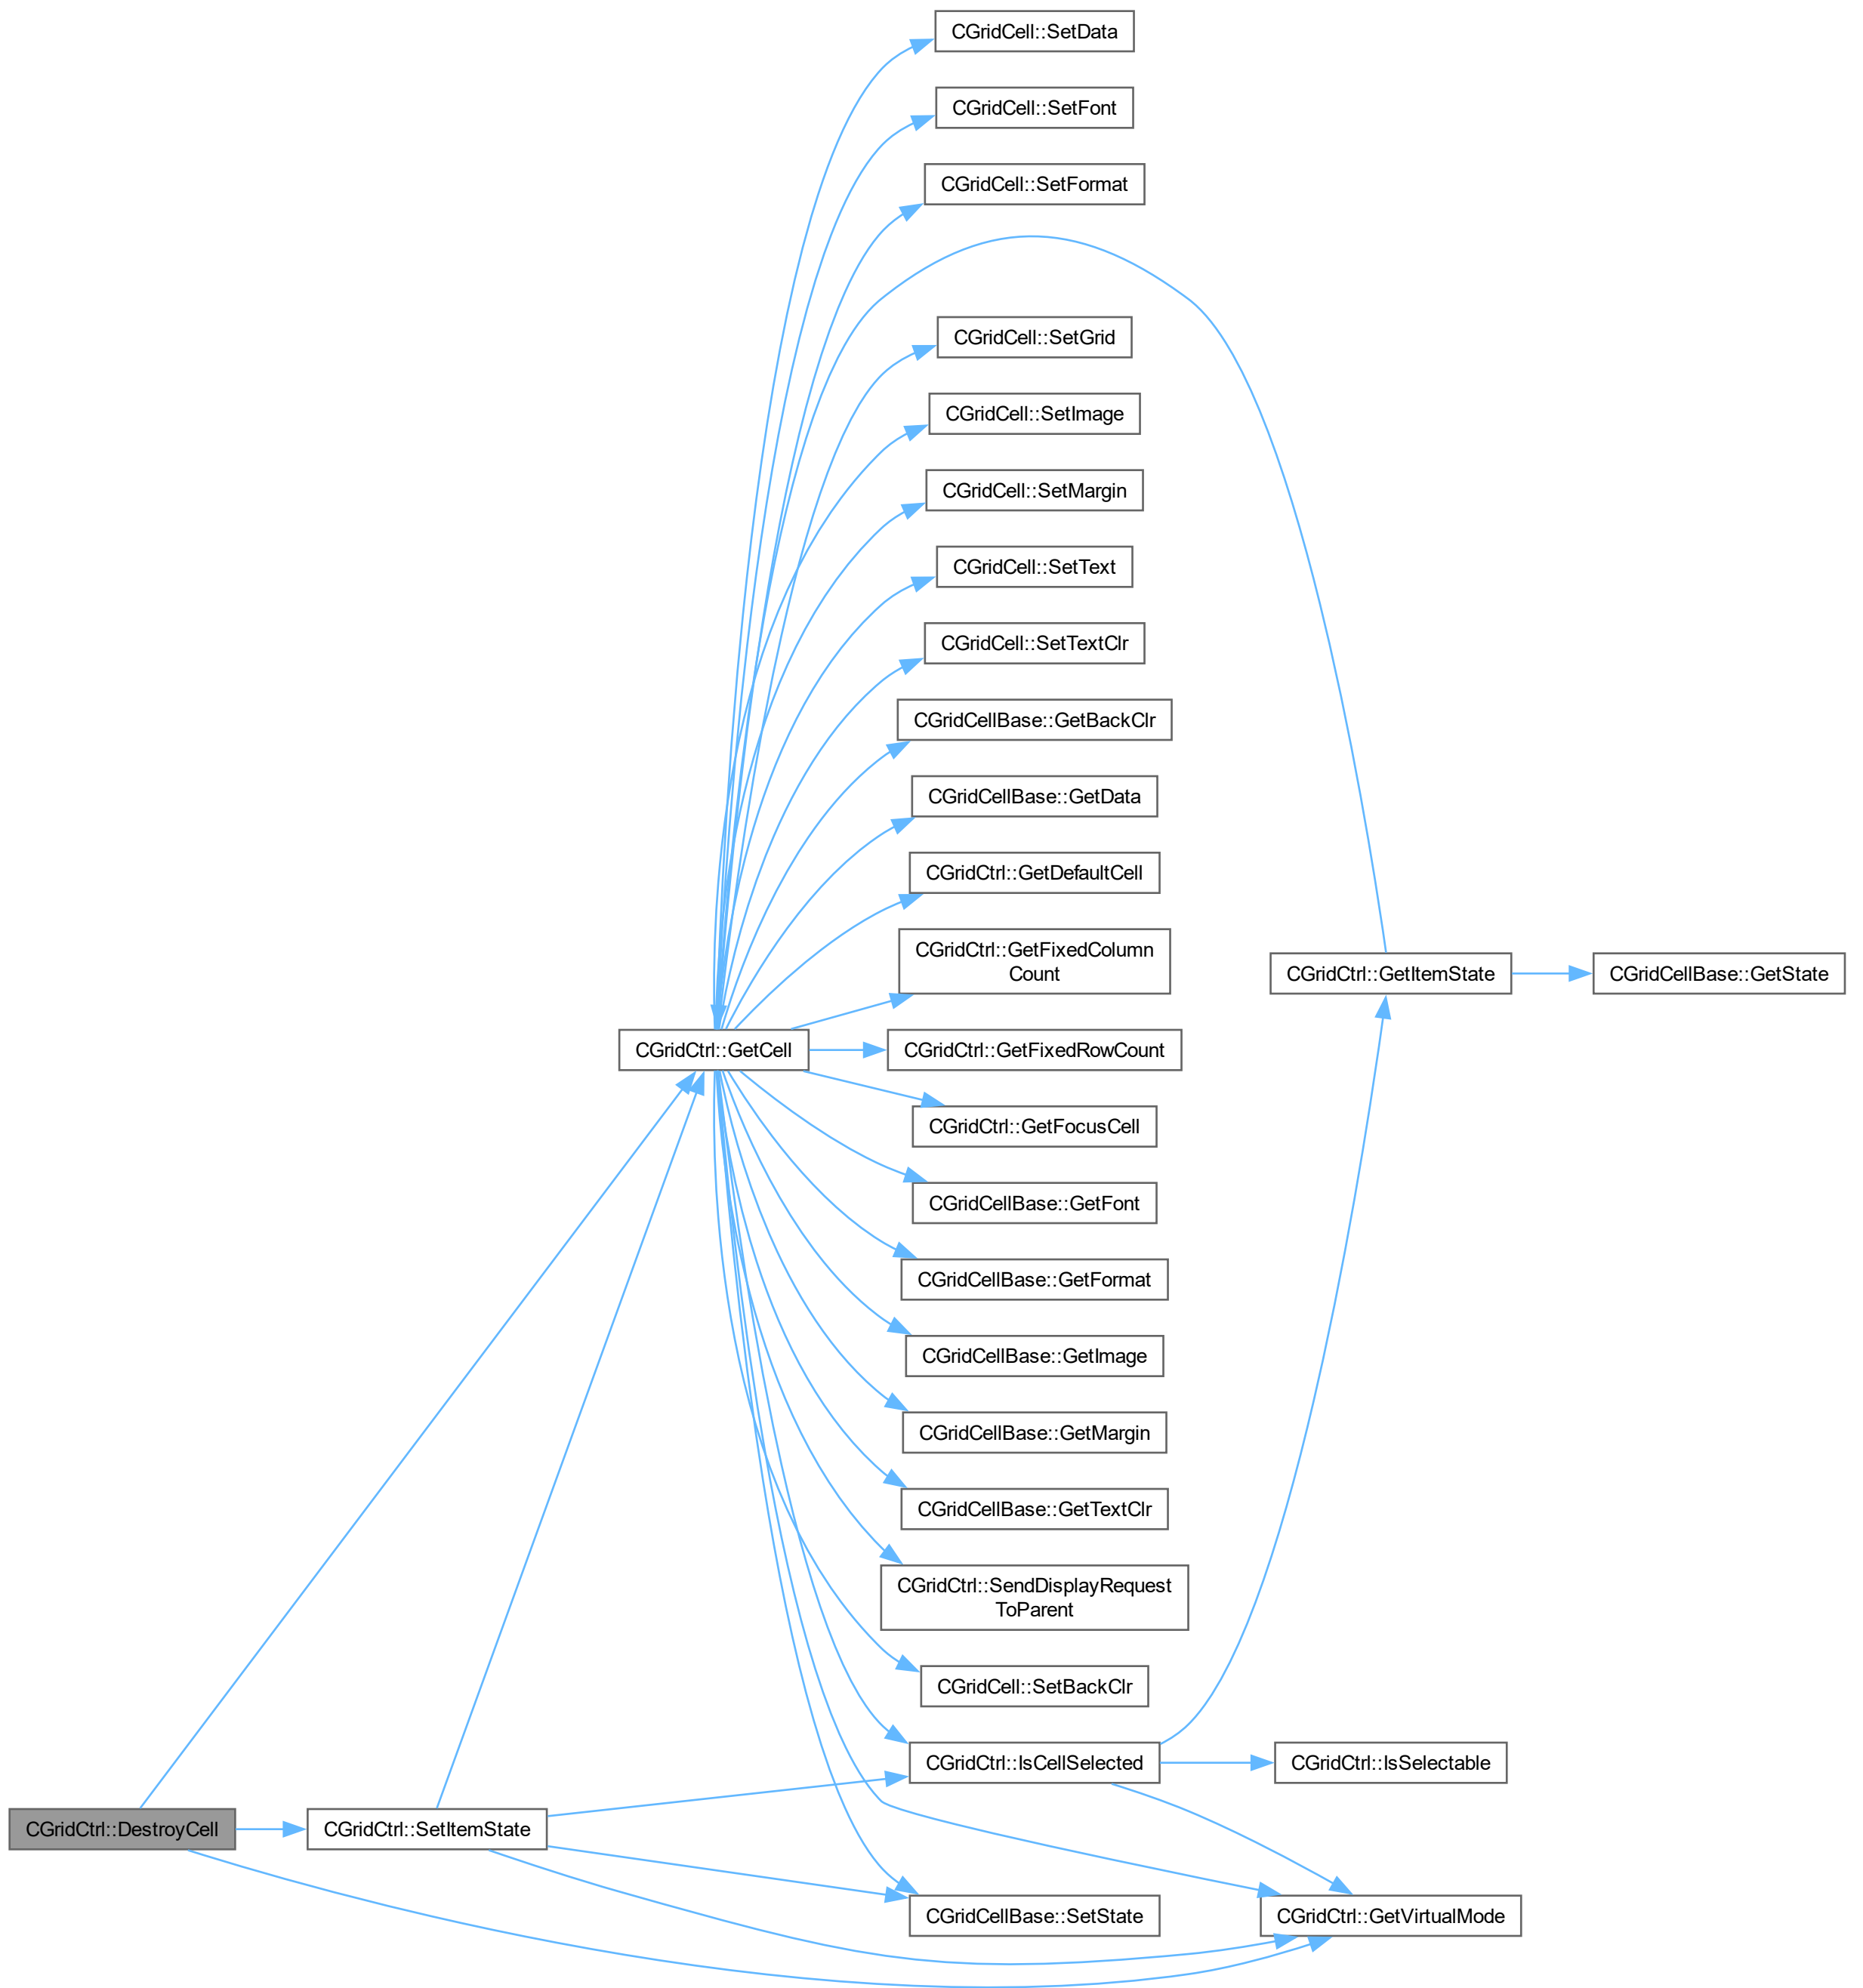 CGridCell::SetData
CGridCell::SetFont
CGridCell::SetFormat
CGridCell::SetGrid
CGridCell::SetImage
CGridCell::SetMargin
CGridCell::SetText
CGridCell::SetTextClr
CGridCellBase::GetBackClr
CGridCellBase::GetData
CGridCtrl::GetDefaultCell
CGridCtrl::GetFixedColumn
Count
CGridCtrl::GetItemState
CGridCellBase::GetState
CGridCtrl::GetCell
CGridCtrl::GetFixedRowCount
CGridCtrl::GetFocusCell
CGridCellBase::GetFont
CGridCellBase::GetFormat
CGridCellBase::GetImage
CGridCellBase::GetMargin
CGridCellBase::GetTextClr
CGridCtrl::SendDisplayRequest
ToParent
CGridCell::SetBackClr
CGridCtrl::IsCellSelected
CGridCtrl::IsSelectable
CGridCtrl::DestroyCell
CGridCtrl::SetItemState
CGridCellBase::SetState
CGridCtrl::GetVirtualMode